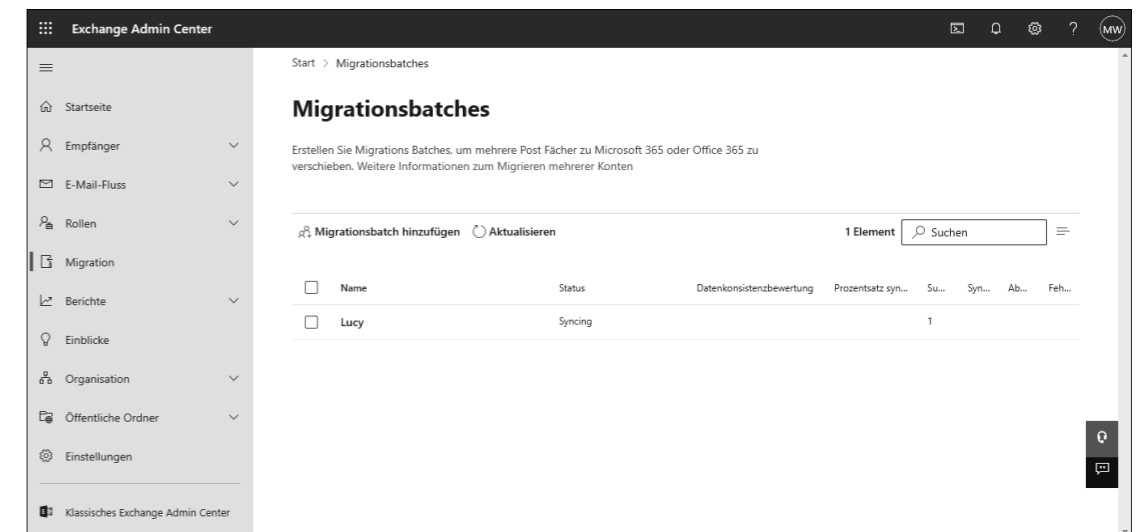 Exchange Admin Center
MW
Start > Migrationsbatches
Startseite
Empfänger
E-Mail-Fluss
Rollen
Migration
Berichte
Einblicke
Organisation
Öffentliche Ordner
Einstellungen
Klassisches Exchange Admin Center
Migrationsbatches
Erstellen Sie Migrations Batches, um mehrere Post Fächer zu Microsoft 365 oder Office 365 zu
verschieben. Weitere Informationen zum Migrieren mehrerer Konten
Migrationsbatch hinzufügen Aktualisieren 1 Element Suchen
Name Status Datenkonsistenzbewertung Prozentsatz syn... Su... Syn... Ab... Feh...
Lucy Syncing 1